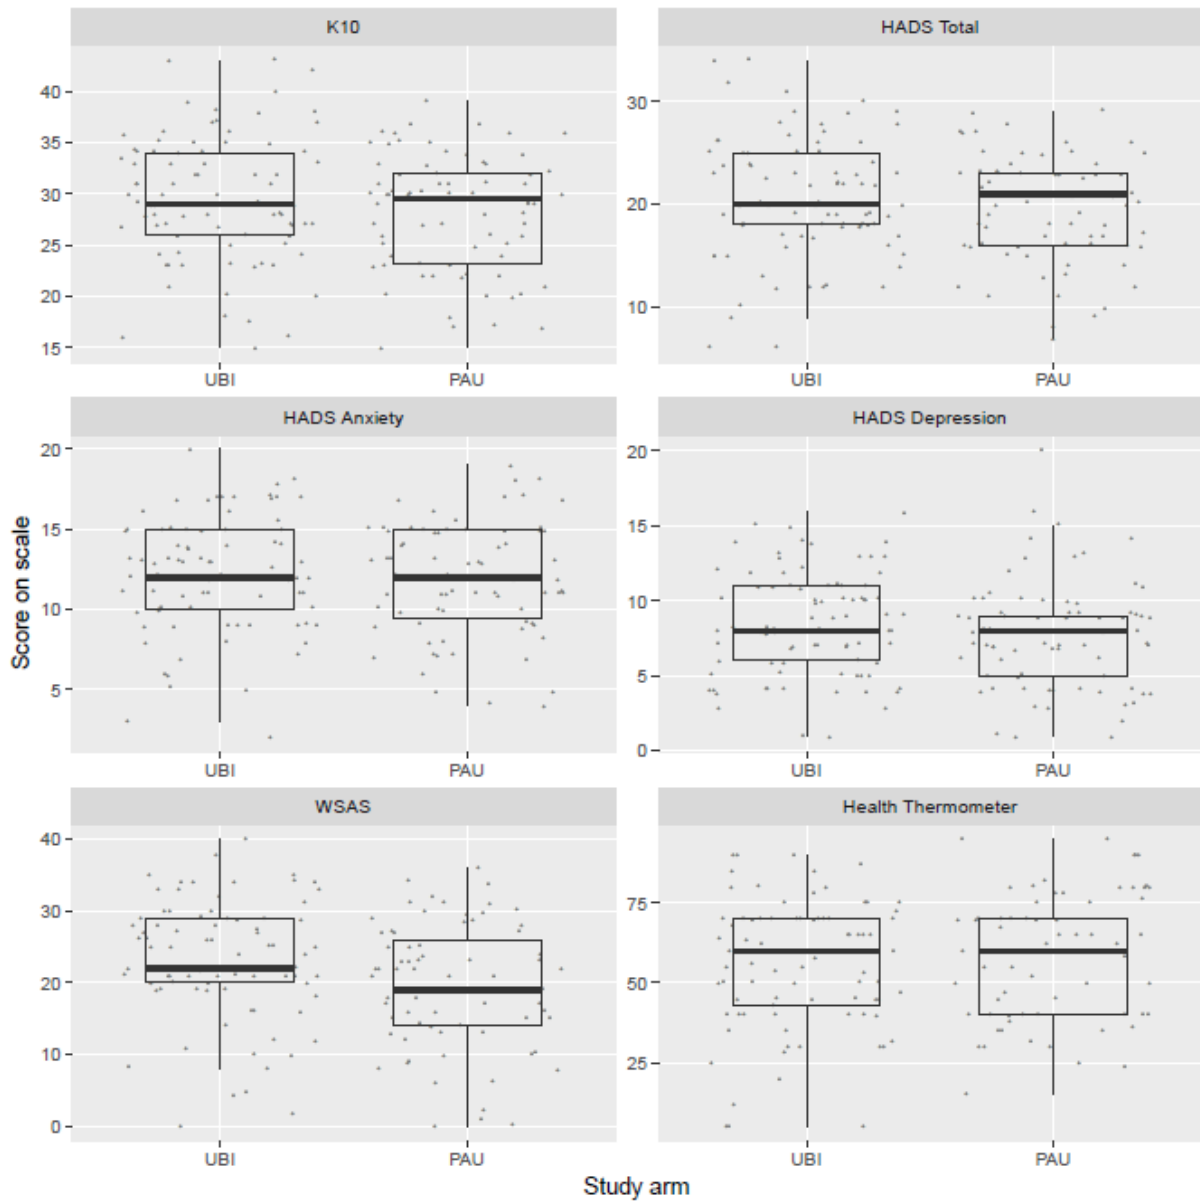 K10
HADS Total
40
35
30
25
20
15
30
20
10
UBI
PAU
UBI
PAU
HADS Anxiety
HADS Depression
20
15
10
5
20
15
10
5
0
UBI
PAU
UBI
PAU
WSAS
Health Thermometer
40
30
20
10
0
75
50
25
UBI
PAU
UBI
PAU
Score on scale
Study arm